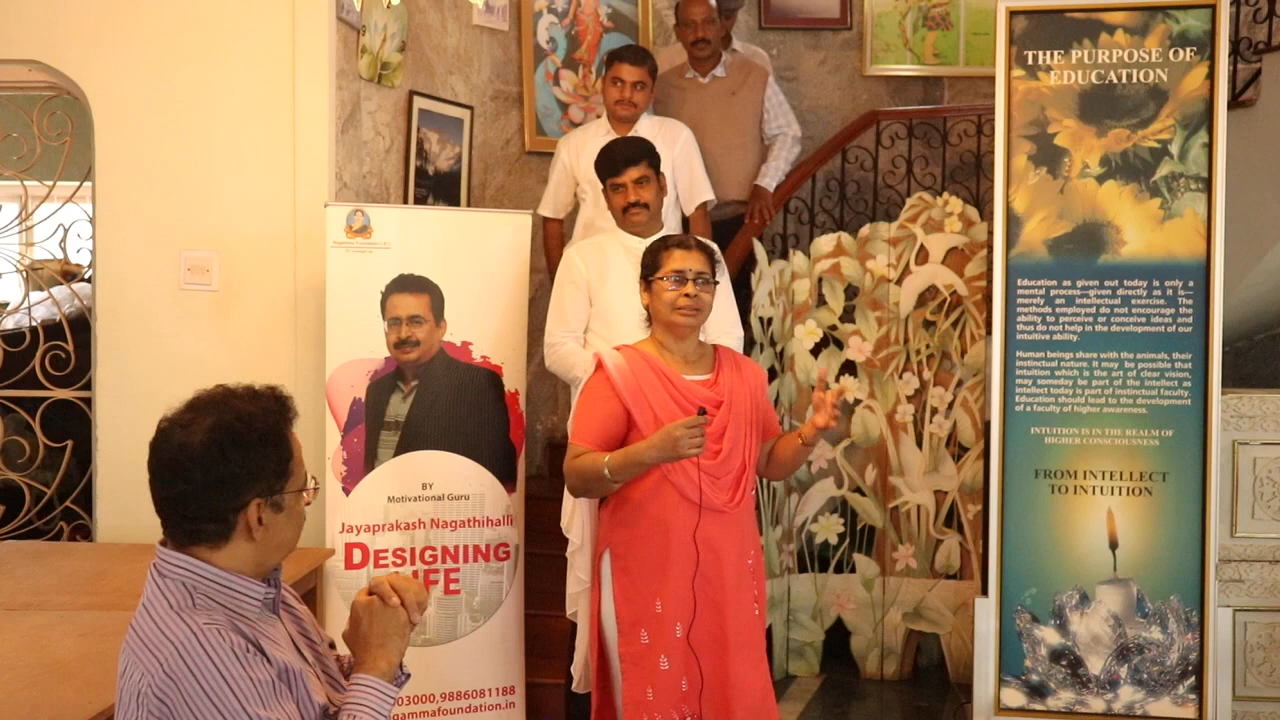 BY
Motivational Guru
Jayaprakash Nagathihalli
DESIGNING
LIFE
03000,9886081188
gammafoundation.in
THE PURPOSE OF
EDUCATION
Education as given out today is only a
mental process—given directly as it is—
merely an intellectual exercise. The
methods employed do not encourage the
ability to perceive or conceive ideas and
thus do not help in the development of our
intuitive ability.
Human beings share with the animals, their
instinctual nature. It may be possible that
intuition which is the art of clear vision,
may someday be part of the intellect as
intellect today is part of instinctual faculty.
Education should lead to the development
of a faculty of higher awareness.
INTUITION IS IN THE REALM OF
HIGHER CONSCIOUSNESS
FROM INTELLECT
TO INTUITION